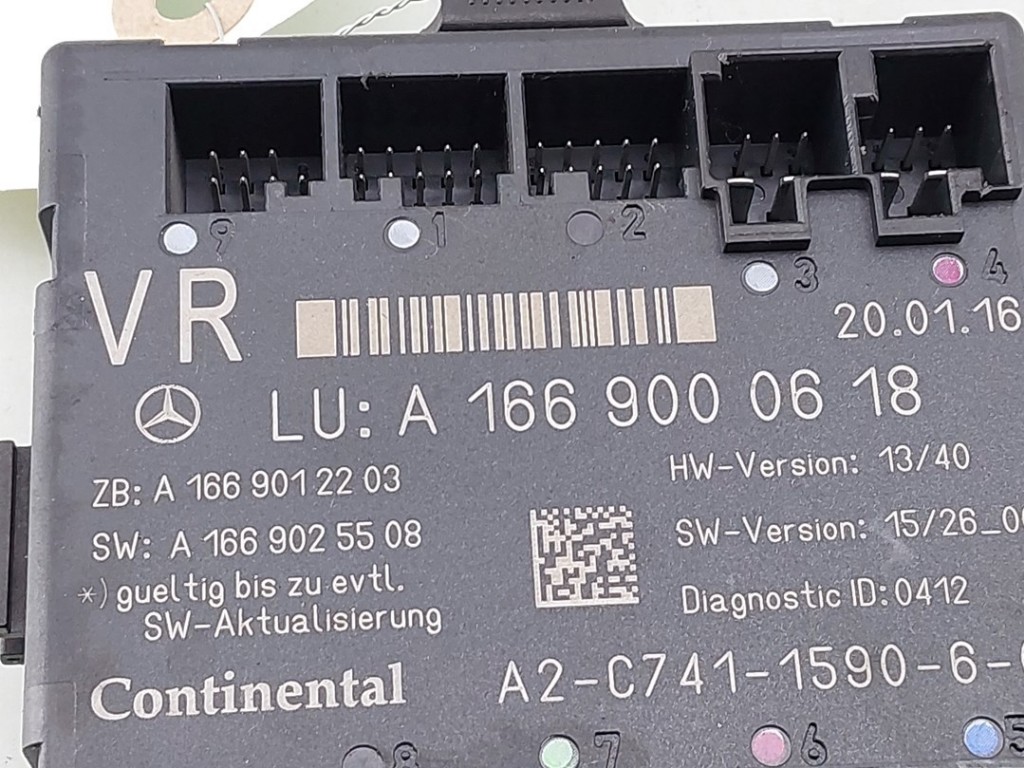 9 1 2 3 4
VR
20.01.16
LU: A 166 900 06 18
ZB: A 166 901 22 03
HW-Version: 13/40
SW: A 166 902 55 08
SW-Version: 15/26_0
*) gueltig bis zu evtl.
SW-Aktualisierung
Diagnostic ID:0412
Continental
A2-C741-1590-6-
8 7 6 5